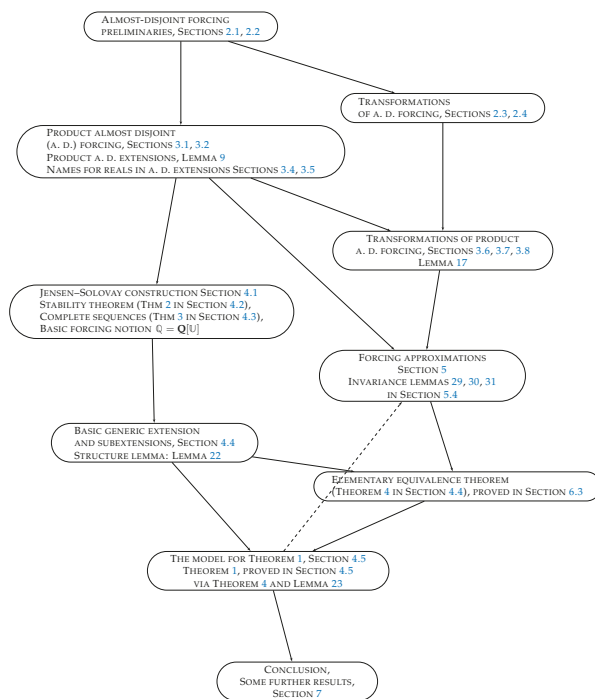 ALMOST-DISJOINT FORCING
PRELIMINARIES, SECTIONS 2.1, 2.2
TRANSFORMATIONS
OF A. D. FORCING, SECTIONS 2.3, 2.4
PRODUCT ALMOST DISJOINT
(A. D.) FORCING, SECTIONS 3.1, 3.2
PRODUCT A. D. EXTENSIONS, LEMMA 9
NAMES FOR REALS IN A. D. EXTENSIONS SECTIONS 3.4, 3.5
TRANSFORMATIONS OF PRODUCT
A. D. FORCING, SECTIONS 3.6, 3.7, 3.8
LEMMA 17
JENSEN–SOLOVAY CONSTRUCTION SECTION 4.1
STABILITY THEOREM (THM 2 IN SECTION 4.2),
COMPLETE SEQUENCES (THM 3 IN SECTION 4.3),
BASIC FORCING NOTION ℚ = 𝐐[𝕌]
FORCING APPROXIMATIONS
SECTION 5
INVARIANCE LEMMAS 29, 30, 31
IN SECTION 5.4
BASIC GENERIC EXTENSION
AND SUBEXTENSIONS, SECTION 4.4
STRUCTURE LEMMA: LEMMA 22
ELEMENTARY EQUIVALENCE THEOREM
(THEOREM 4 IN SECTION 4.4), PROVED IN SECTION 6.3
THE MODEL FOR THEOREM 1, SECTION 4.5
THEOREM 1, PROVED IN SECTION 4.5
VIA THEOREM 4 AND LEMMA 23
CONCLUSION,
SOME FURTHER RESULTS,
SECTION 7